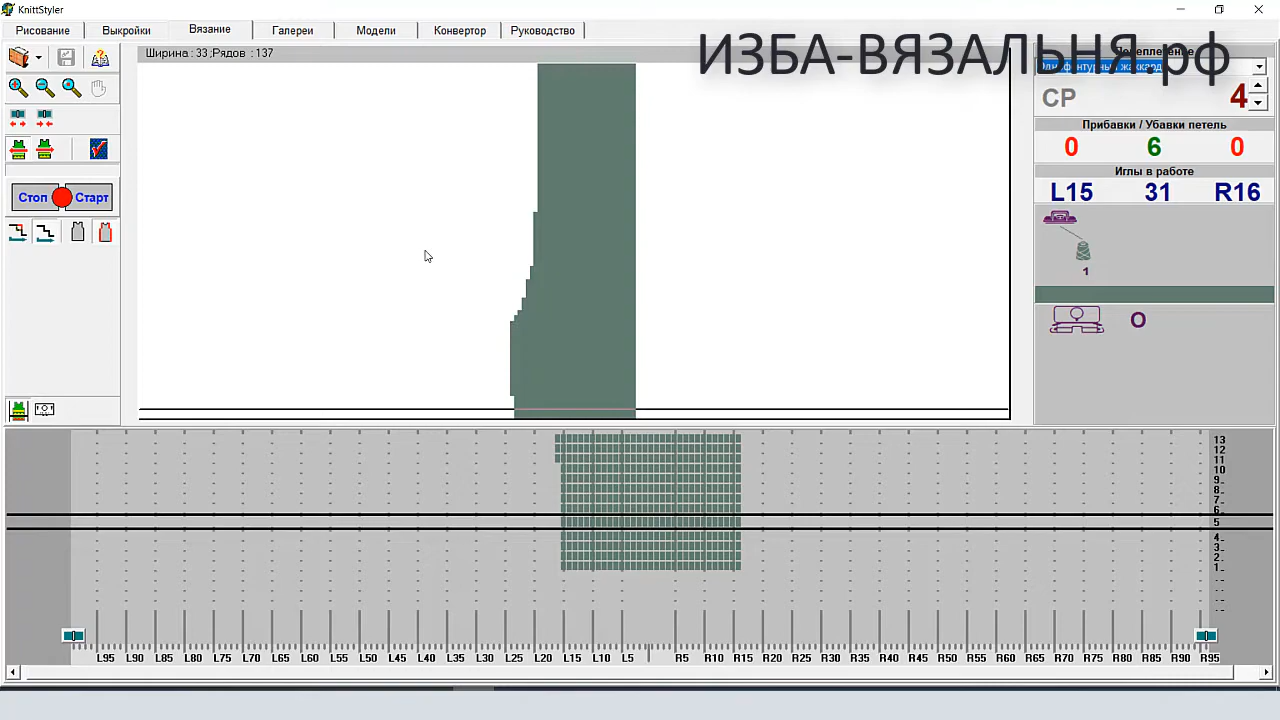 KnittStyler
Рисование
Выкройки
Вязание
Галереи
Модели
Конвертор
Руководство
Ширина : 33 ;Рядов : 137
ИЗБА-ВЯЗАЛЬНЯ.рф
CP
4
Прибавки / Убавки петель
0 6 0
Иглы в работе
L15 31 R16
1
O
Стоп
Старт
13
12
11
10
9
8
7
6
5
4
3
2
1
L95 L90 L85 L80 L75 L70 L65 L60 L55 L50 L45 L40 L35 L30 L25 L20 L15 L10 L5 R5 R10 R15 R20 R25 R30 R35 R40 R45 R50 R55 R60 R65 R70 R75 R80 R85 R90 R95